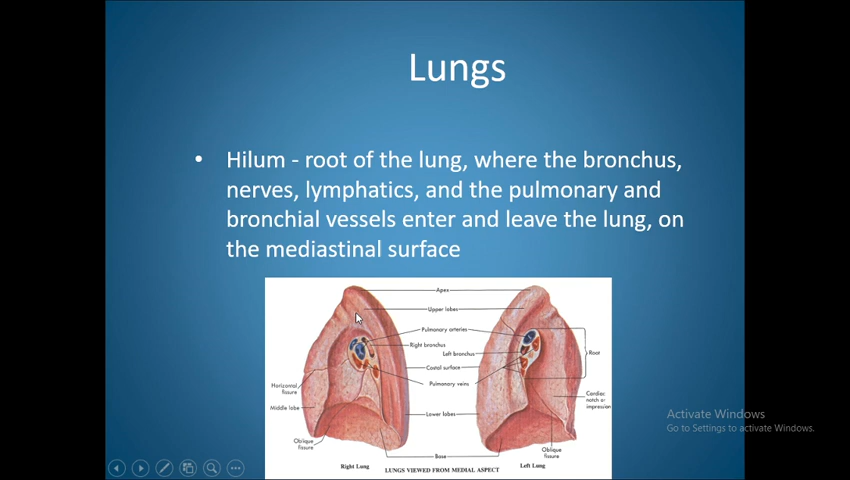 Lungs
• Hilum - root of the lung, where the bronchus,
nerves, lymphatics, and the pulmonary and
bronchial vessels enter and leave the lung, on
the mediastinal surface
Apex
Upper lobes
Pulmonary arteries
Right bronchus
Left bronchus
Root
Costal surface
Pulmonary veins
Horizontal
fissure
Cardiac
notch or
impression
Middle lobe
Lower lobes
Oblique
fissure
Oblique
fissure
Base
Right Lung
LUNGS VIEWED FROM MEDIAL ASPECT
Left Lung
Activate Windows
Go to Settings to activate Windows.